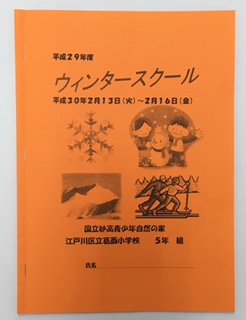 平成29年度
ウィンタースクール
平成30年2月13日(火)~2月16日(金)
国立妙高青少年自然の家
江戸川区立葛西小学校 5年 組
氏名